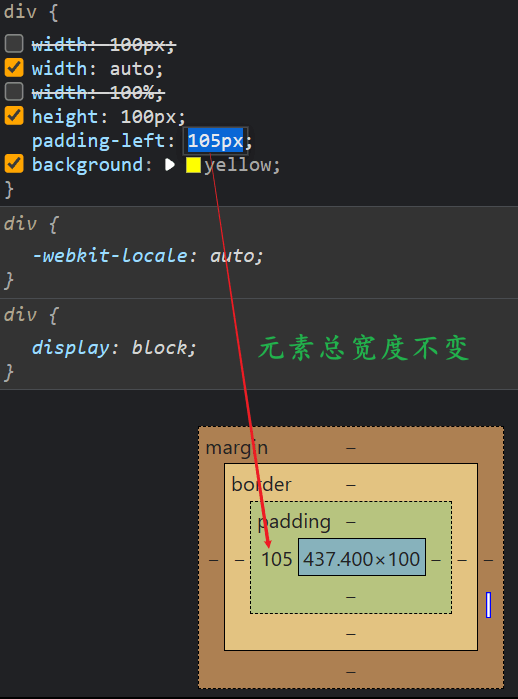 div {
width: 100px;
width: auto;
width: 100%;
height: 100px;
padding-left: 105px;
background: yellow;
}
div {
-webkit-locale: auto;
}
div {
display: block;
元素总宽度不变
}
margin –
border –
padding –
– – 105 437.400×100 – – –
–
–
–